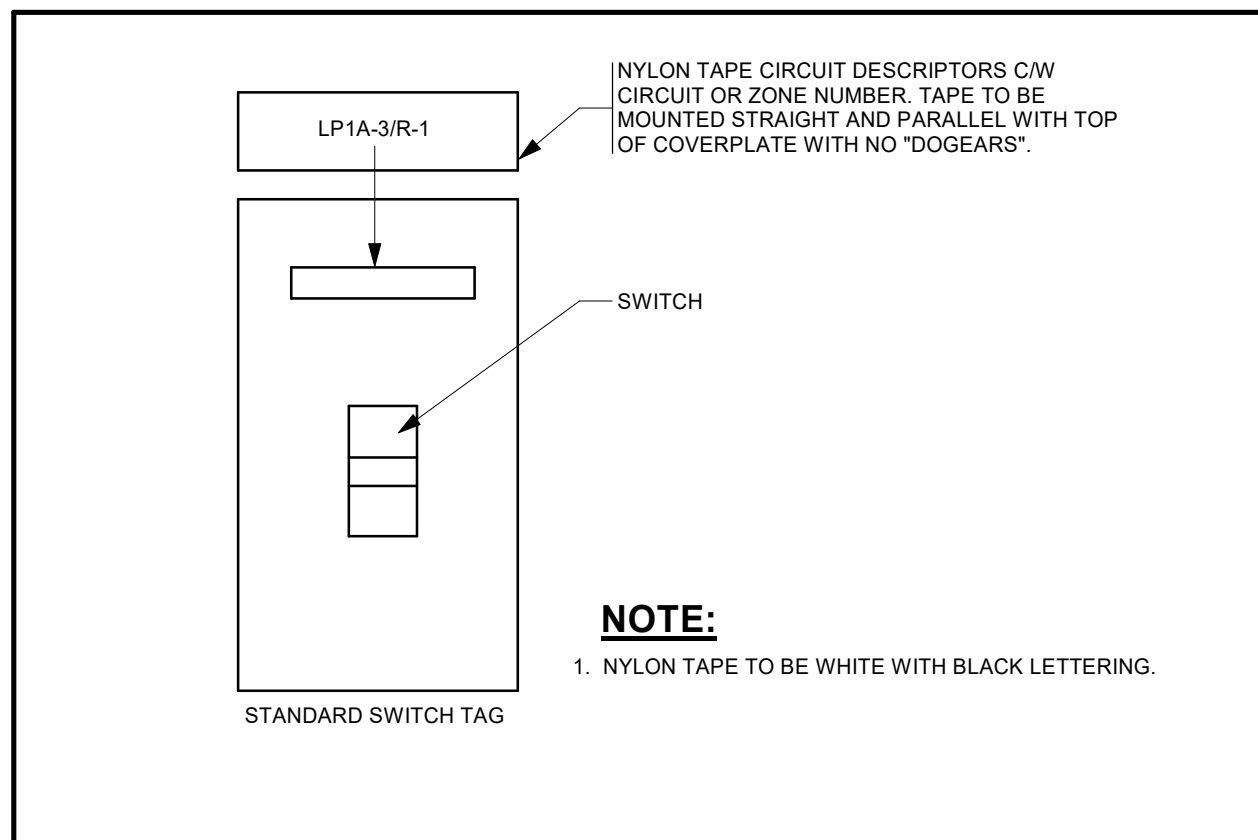 LP1A-3/R-1
NYLON TAPE CIRCUIT DESCRIPTORS C/W
CIRCUIT OR ZONE NUMBER. TAPE TO BE
MOUNTED STRAIGHT AND PARALLEL WITH TOP
OF COVERPLATE WITH NO "DOGEARS".
SWITCH
NOTE:
1. NYLON TAPE TO BE WHITE WITH BLACK LETTERING.
STANDARD SWITCH TAG